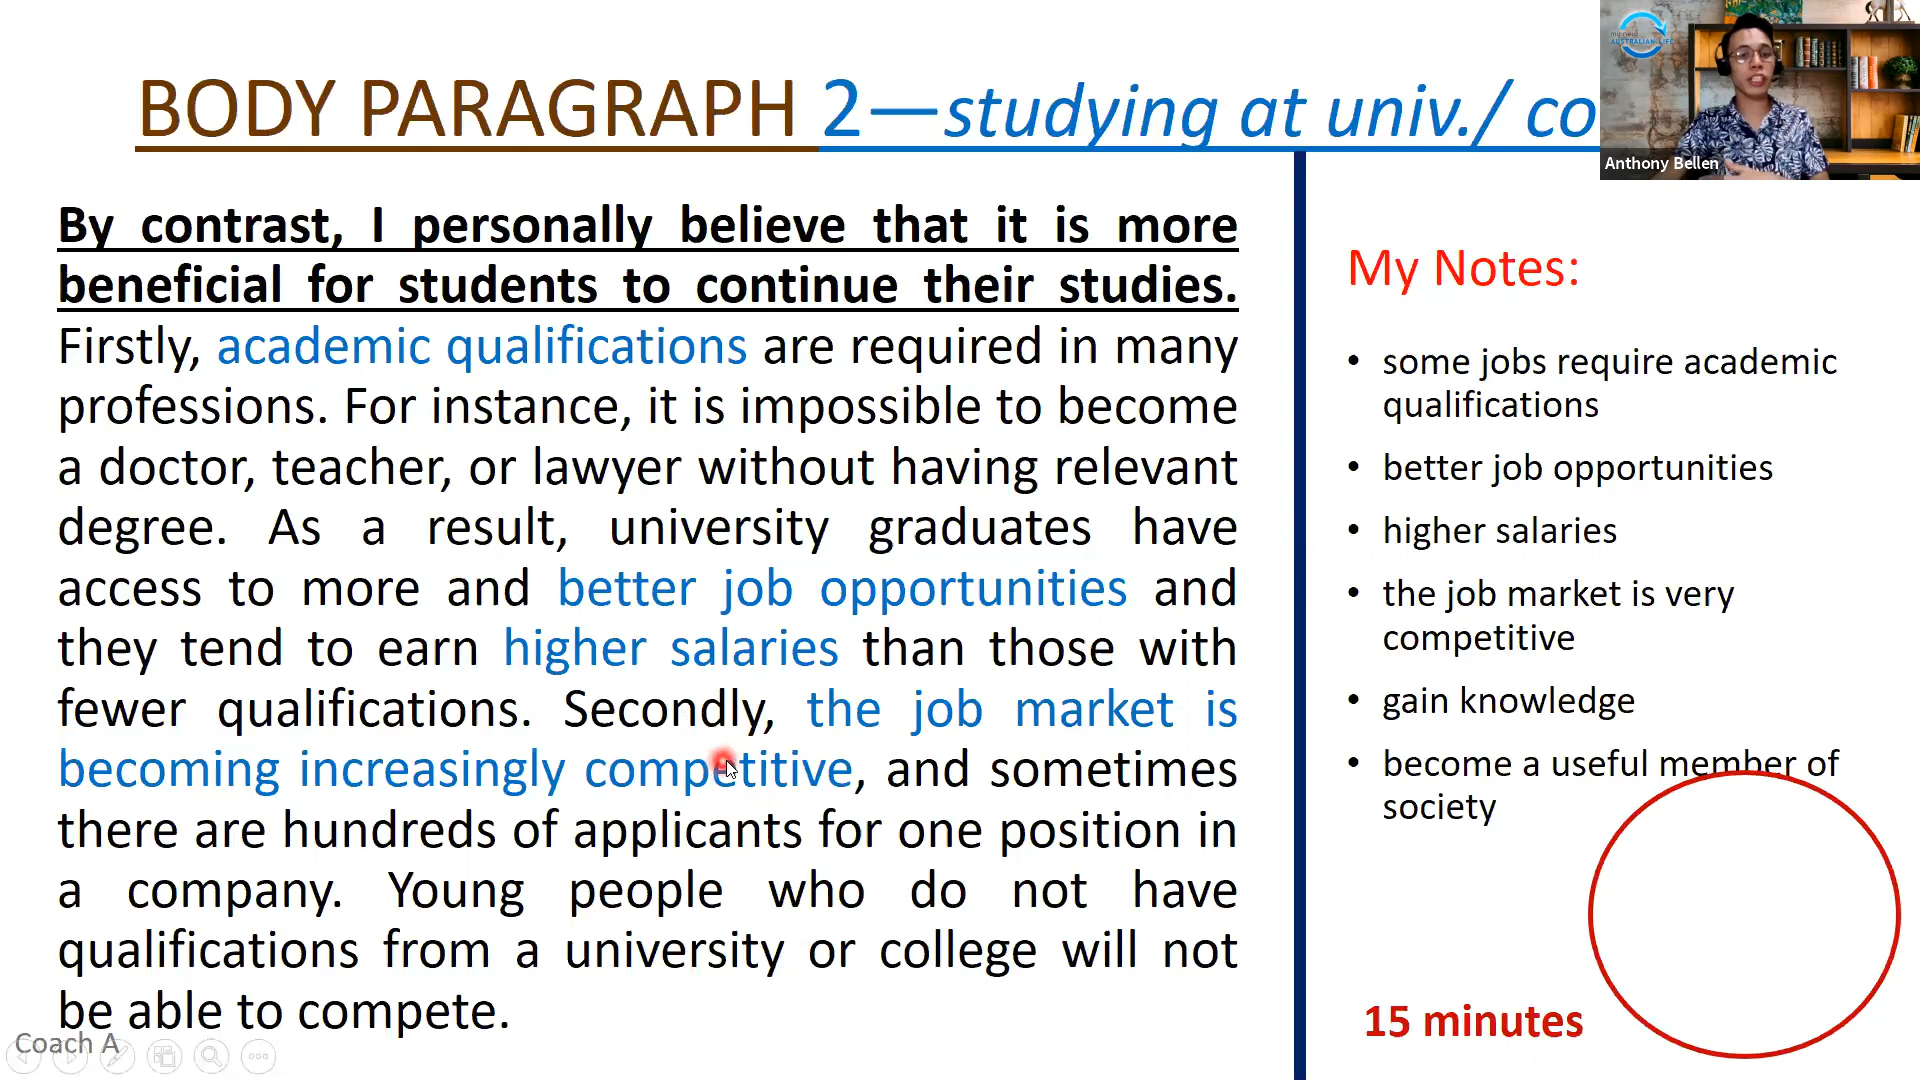 BODY PARAGRAPH 2—studying at univ./ co
my new
AUSTRALIAN LIFE
Anthony Bellen
By contrast, I personally believe that it is more
beneficial for students to continue their studies.
Firstly, academic qualifications are required in many
professions. For instance, it is impossible to become
a doctor, teacher, or lawyer without having relevant
degree. As a result, university graduates have
access to more and better job opportunities and
they tend to earn higher salaries than those with
fewer qualifications. Secondly, the job market is
becoming increasingly competitive, and sometimes
there are hundreds of applicants for one position in
a company. Young people who do not have
qualifications from a university or college will not
be able to compete.
Coach A
My Notes:
• some jobs require academic
qualifications
• better job opportunities
• higher salaries
• the job market is very
competitive
• gain knowledge
• become a useful member of
society
15 minutes